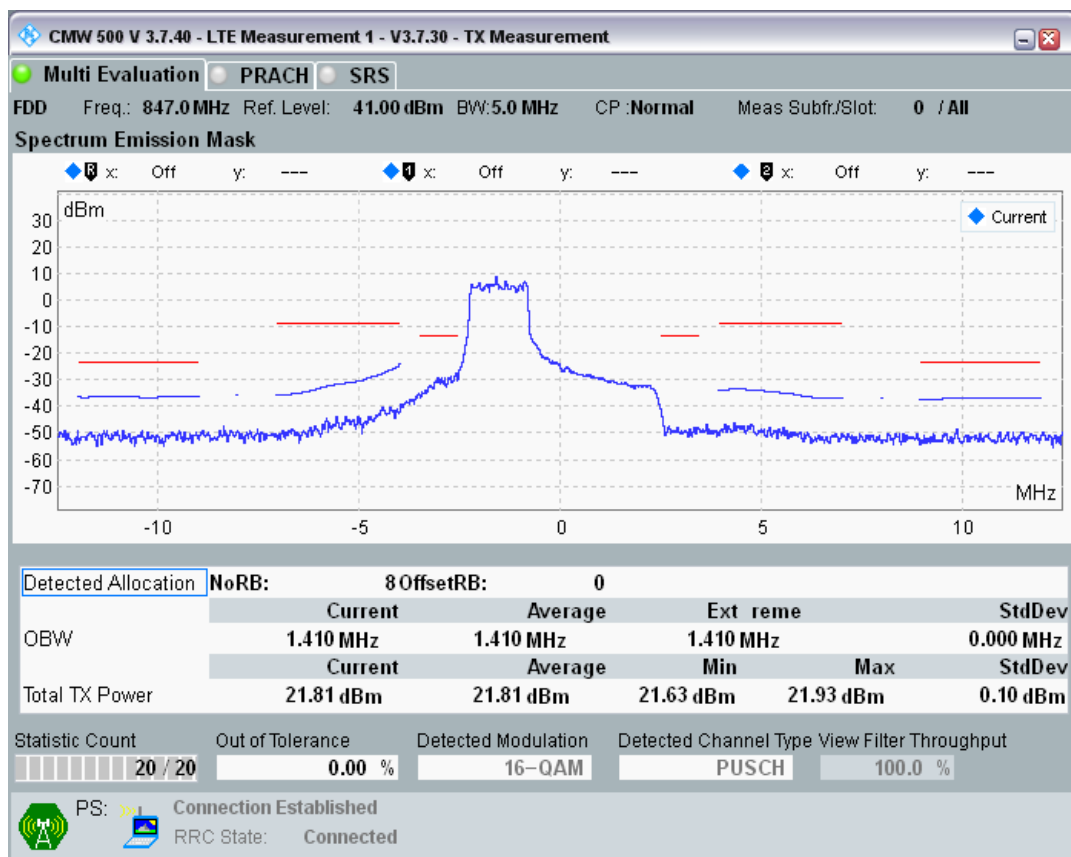 CMW 500 V 3.7.40 - LTE Measurement 1 - V3.7.30 - TX Measurement
Multi Evaluation PRACH SRS
FDD Freq.: 847.0 MHz Ref. Level: 41.00 dBm BW:5.0 MHz CP :Normal Meas Subfr./Slot: 0 / All
Spectrum Emission Mask
R x: Off y: --- 1 x: Off y: --- 2 x: Off y: ---
dBm
Current
30
20
10
0
-10
-20
-30
-40
-50
-60
-70
MHz
-10 -5 0 5 10
Detected Allocation NoRB: 8 OffsetRB: 0
Current Average Ext reme StdDev
OBW 1.410 MHz 1.410 MHz 1.410 MHz 0.000 MHz
Current Average Min Max StdDev
Total TX Power 21.81 dBm 21.81 dBm 21.63 dBm 21.93 dBm 0.10 dBm
Statistic Count Out of Tolerance Detected Modulation Detected Channel Type View Filter Throughput
20 / 20 0.00 % 16-QAM PUSCH 100.0 %
PS: Connection Established
RRC State: Connected